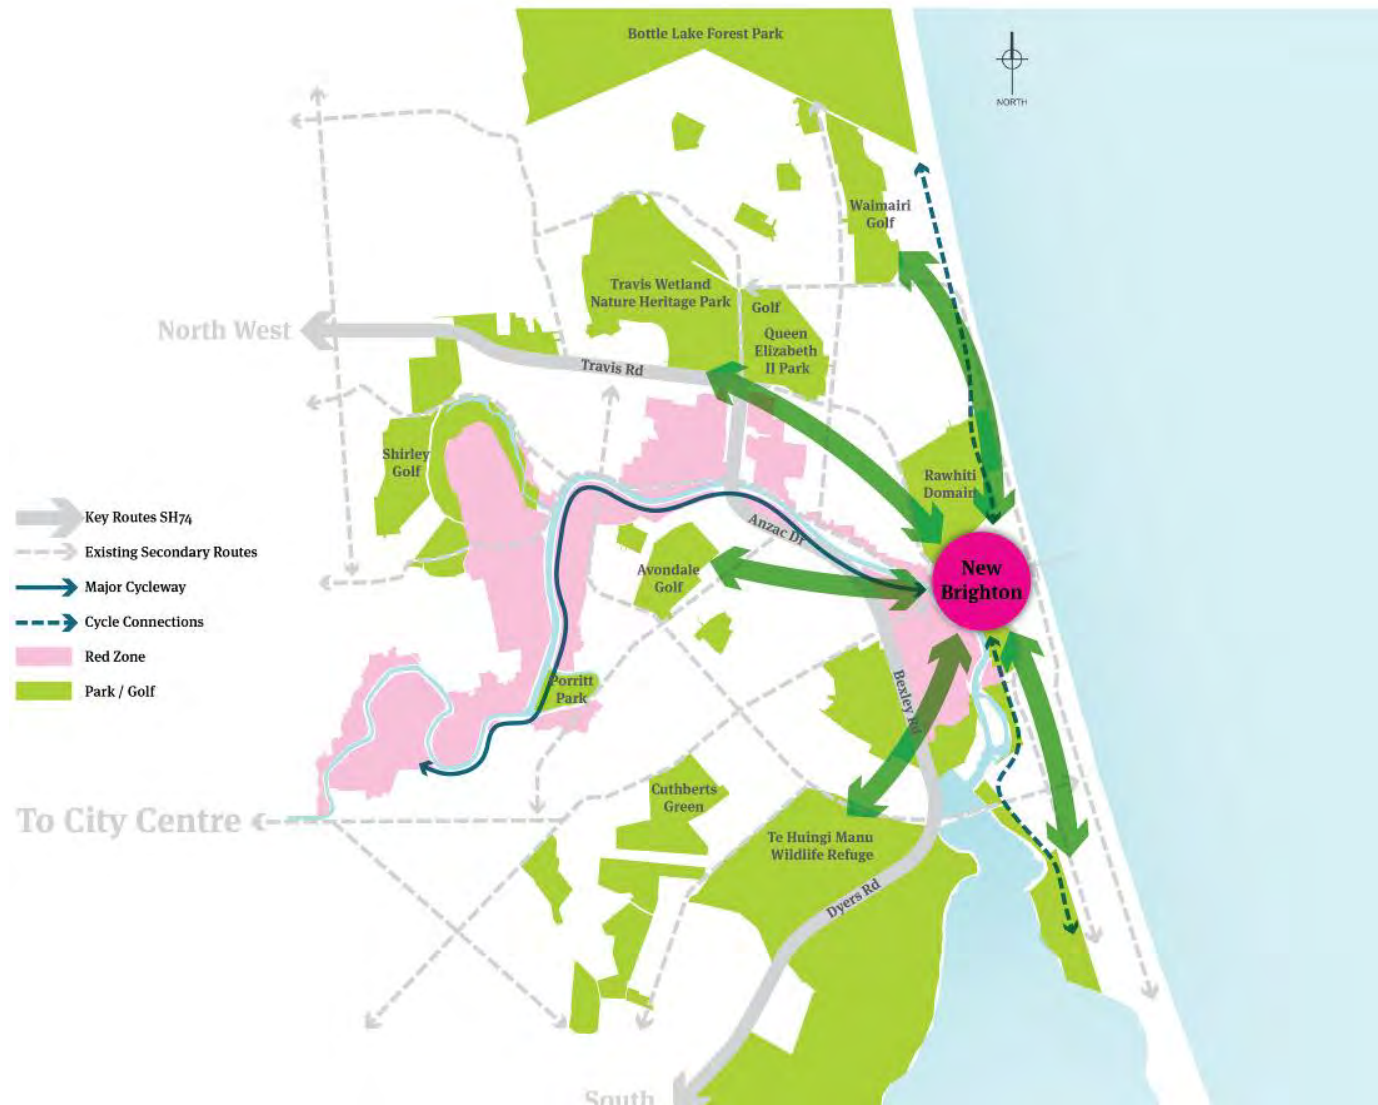 Bottle Lake Forest Park
NORTH
Waimairi
Golf
Travis Wetland
Nature Heritage Park
Golf
Queen
Elizabeth
II Park
North West
Travis Rd
Shirley
Golf
Rawhiti
Domain
Key Routes SH74
Existing Secondary Routes
Major Cycleway
Cycle Connections
Red Zone
Park / Golf
Anzac Dr
Avondale
Golf
New
Brighton
Porritt
Park
Bexley Rd
Cuthberts
Green
To City Centre
Te Huingi Manu
Wildlife Refuge
Dyers Rd
South